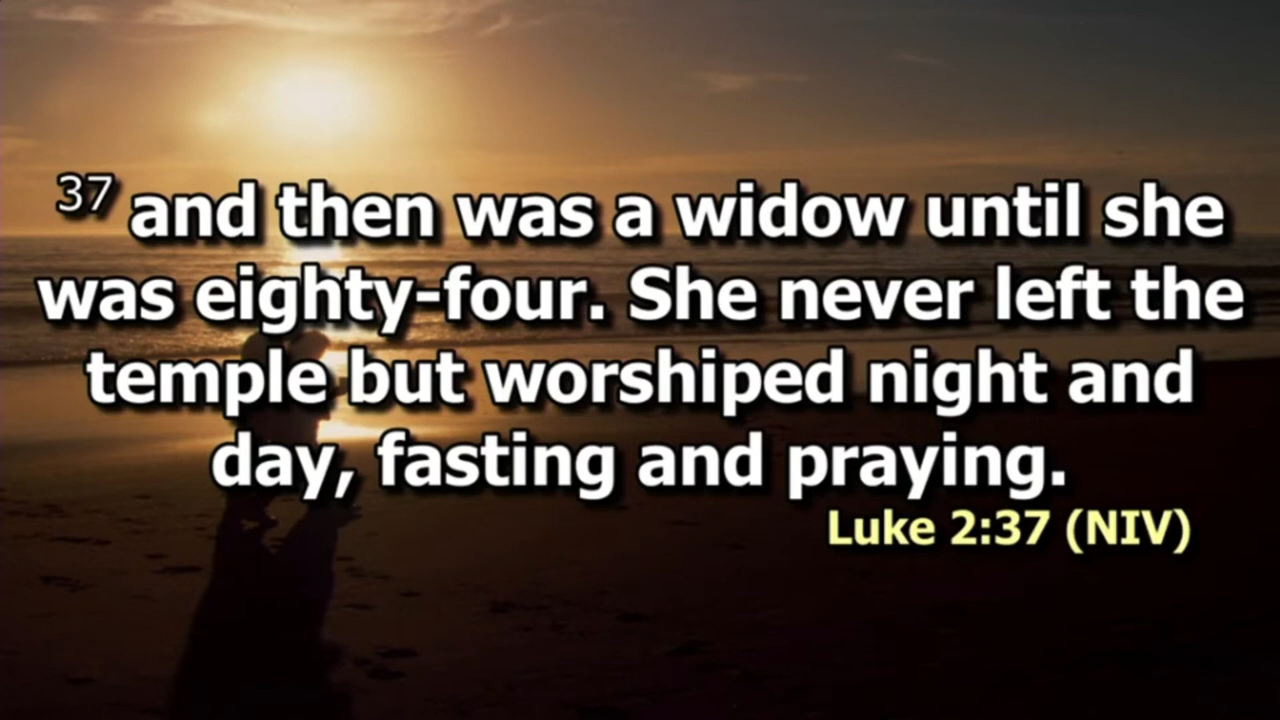 37 and then was a widow until she
was eighty-four. She never left the
temple but worshiped night and
day, fasting and praying.
Luke 2:37 (NIV)